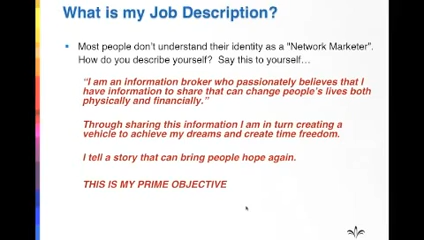 What is my Job Description?
• Most people don't understand their identity as a "Network Marketer".
How do you describe yourself? Say this to yourself…
"I am an information broker who passionately believes that I
have information to share that can change people's lives both
physically and financially."
Through sharing this information I am in turn creating a
vehicle to achieve my dreams and create time freedom.
I tell a story that can bring people hope again.
THIS IS MY PRIME OBJECTIVE